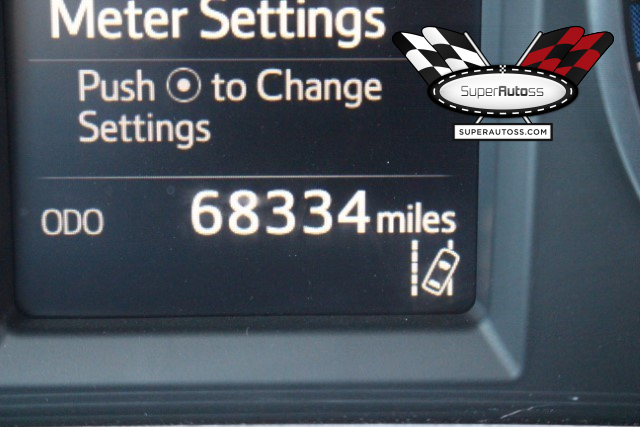 Meter Settings
Push ⊙ to Change
Settings
ODO 68334 miles
SuperAutoss
SUPERAUTOSS.COM